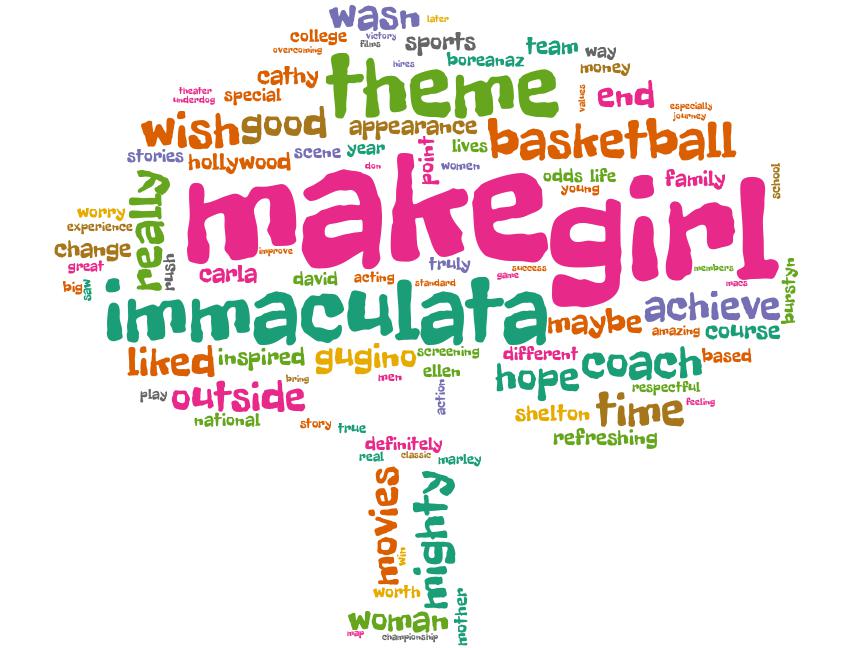 wash
later
college
victory
films
sports
overcoming
team
way
boreanaz
hires
money
cathy
theme
theater
underdog
special
values
end
especially
journey
wish
good
appearance
basketball
stories
hollywood
scene
year
don
point
lives
women
odds
life
young
family
school
make
girl
really
worry
experience
change
great
big
saw
rush
improve
carla
david
acting
truly
standard
success
game
members
macs
burstyn
immaculata
maybe
achieve
amazing
course
liked
inspired
gugino
screening
different
coach
based
ellen
men
bring
hope
respectful
feeling
play
outside
action
shelton
time
national
story
true
refreshing
definitely
real
classic
marley
movies
mighty
win
worth
woman
mother
map
championship